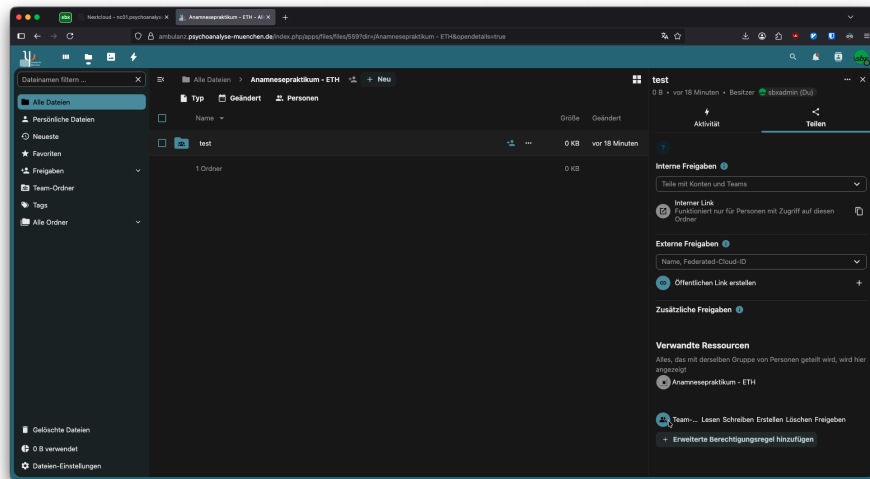 sbx
Nextcloud - nc01.psychoanalys-
Anamnesepraktikum - ETH - All
ambulanz.psychoanalyse-muenchen.de/index.php/apps/files/files/559?dir=/Anamnesepraktikum - ETH&opendetails=true
Dateinamen filtern ...
Alle Dateien
Persönliche Dateien
Neueste
Favoriten
Freigaben
Team-Ordner
Tags
Alle Ordner
Gelöschte Dateien
0 B verwendet
Dateien-Einstellungen
Alle Dateien > Anamnesepraktikum - ETH + Neu
Typ Geändert Personen
Name Größe Geändert
test 0 KB vor 18 Minuten
1 Ordner 0 KB
test
0 B • vor 18 Minuten • Besitzer sbxadmin (Du)
Aktivität Teilen
?
Interne Freigaben
Teile mit Konten und Teams
Interner Link
Funktioniert nur für Personen mit Zugriff auf diesen
Ordner
Externe Freigaben
Name, Federated-Cloud-ID
Öffentlichen Link erstellen +
Zusätzliche Freigaben
Verwandte Ressourcen
Alles, das mit derselben Gruppe von Personen geteilt wird, wird hier
angezeigt
Anamnesepraktikum - ETH
Team-... Lesen Schreiben Erstellen Löschen Freigeben
+ Erweiterte Berechtigungsregel hinzufügen